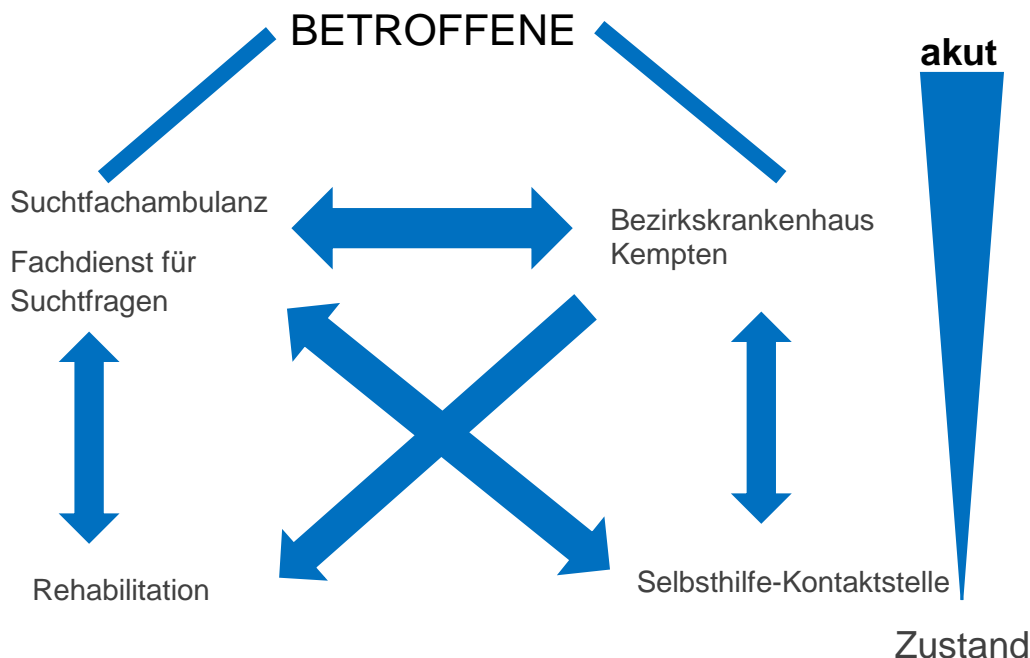 BETROFFENE
akut
Suchtfachambulanz
Fachdienst für
Suchtfragen
Bezirkskrankenhaus
Kempten
Rehabilitation
Selbsthilfe-Kontaktstelle
Zustand